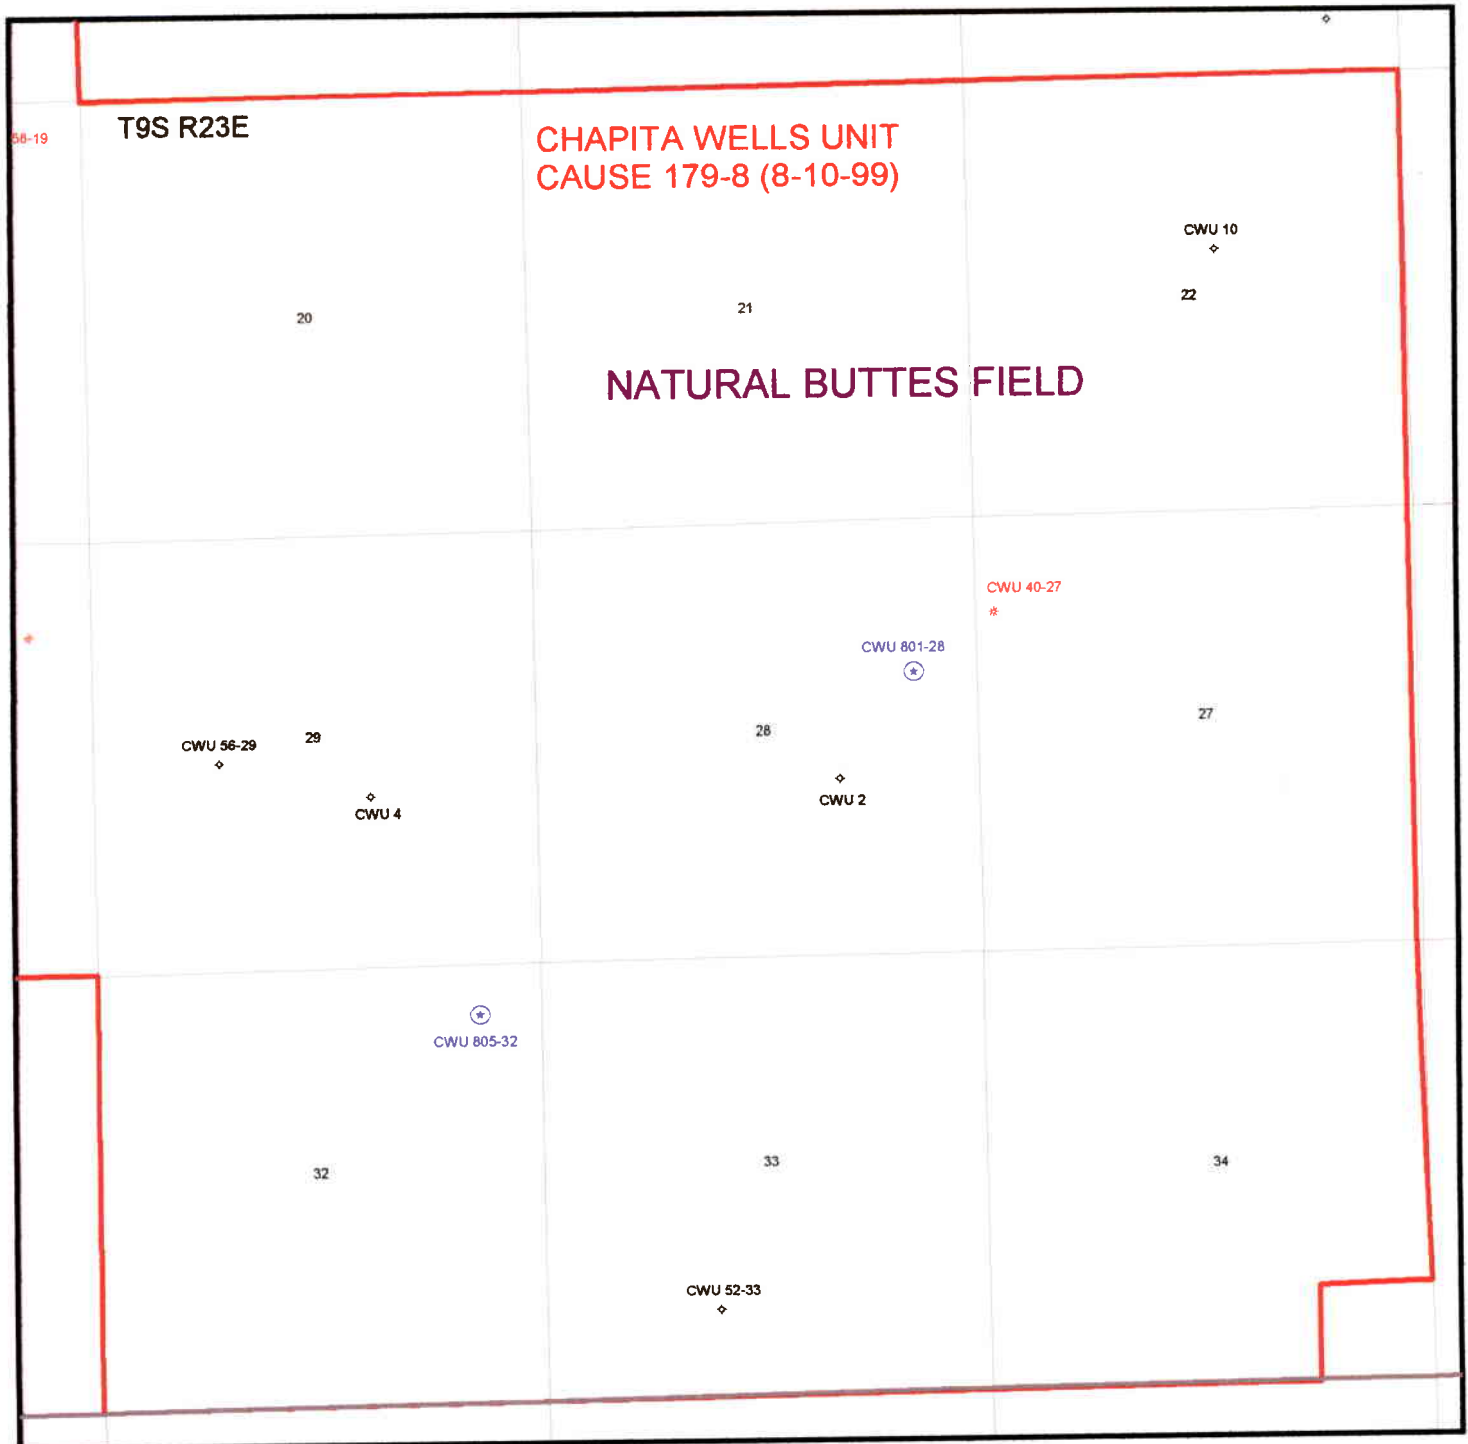 T9S R23E
CHAPITA WELLS UNIT
CAUSE 179-8 (8-10-99)
CWU 10
22
20
21
NATURAL BUTTES FIELD
CWU 40-27
CWU 801-28
27
28
29
CWU 56-29
CWU 2
CWU 4
CWU 805-32
32
33
34
CWU 52-33